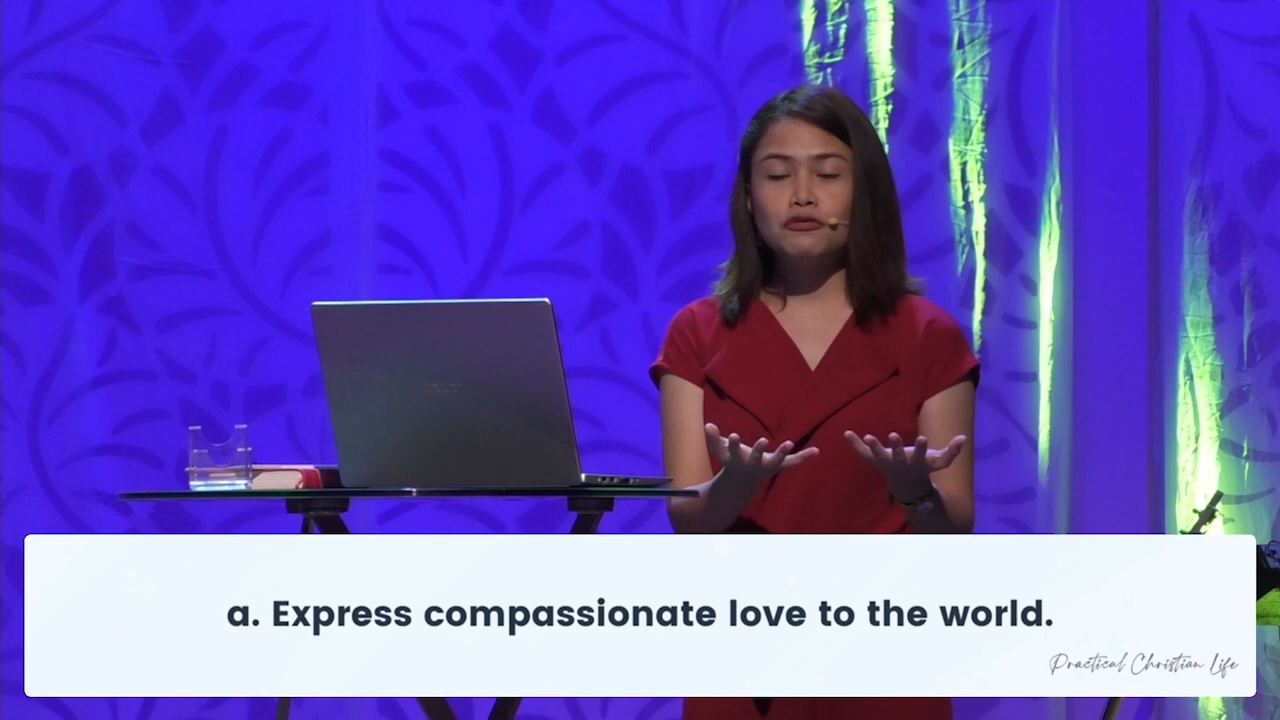 a. Express compassionate love to the world.
Practical Christian Life